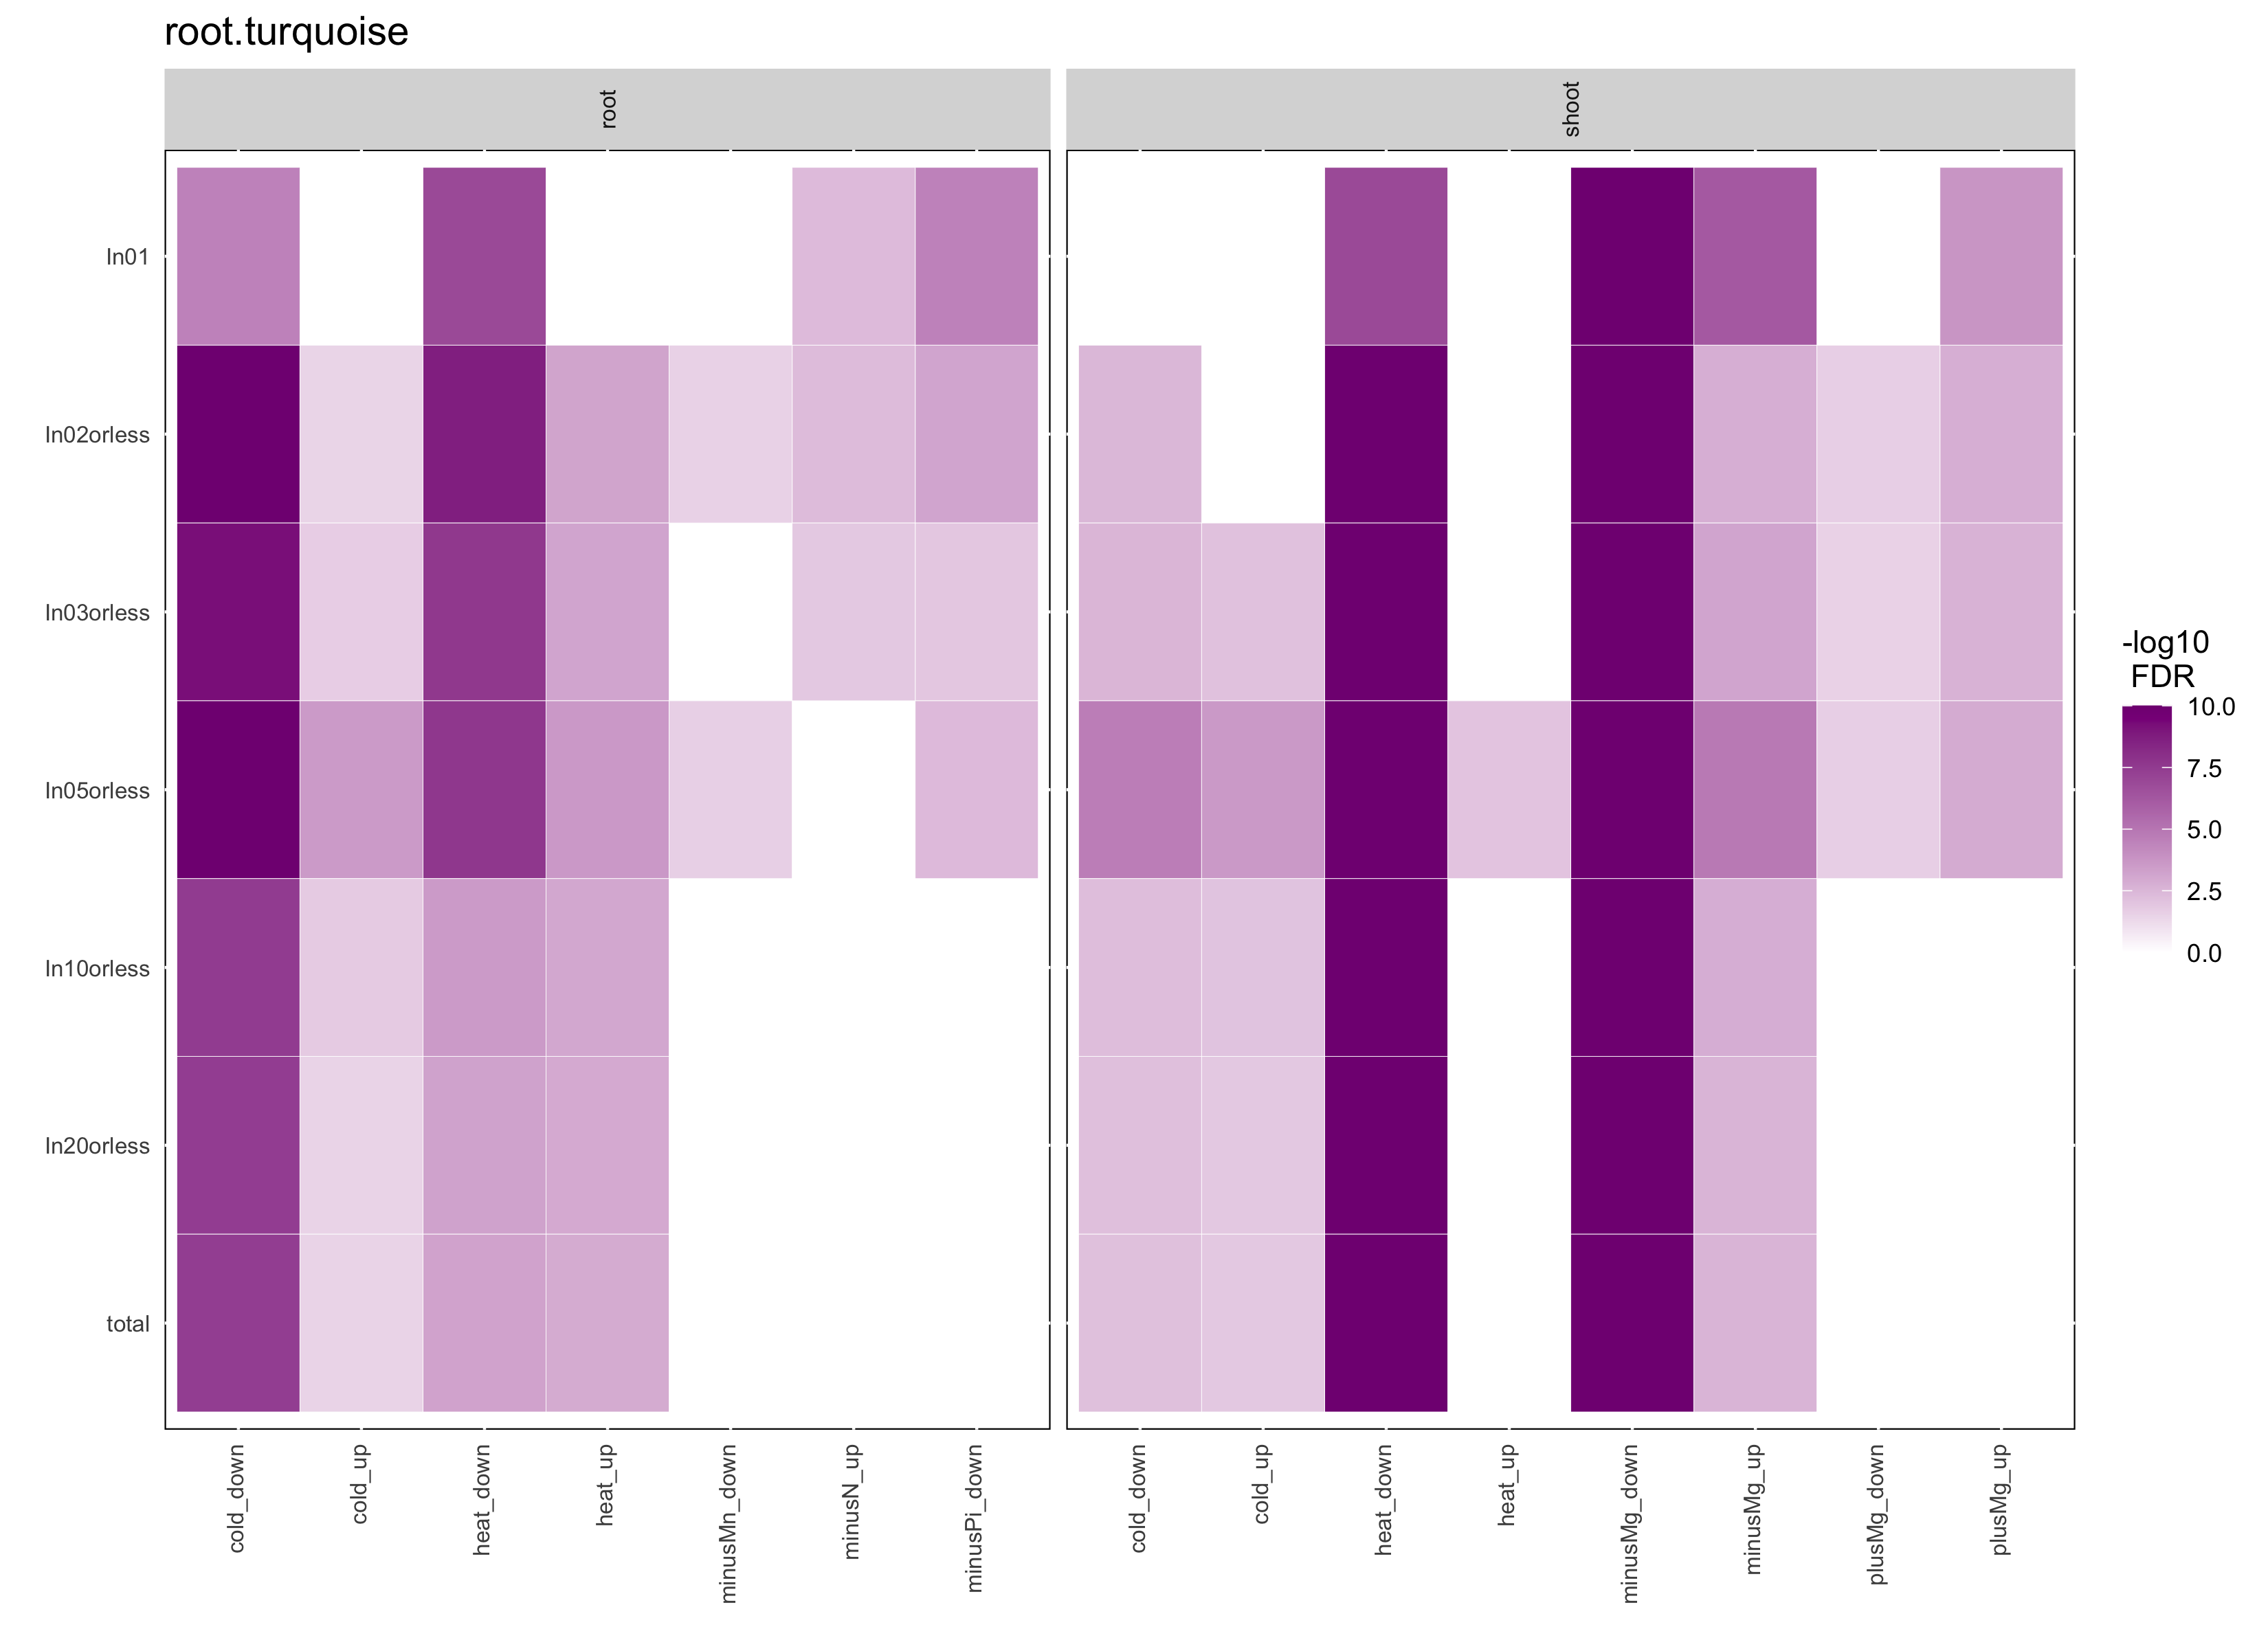 root.turquoise
root
shoot
In01
In02orless
In03orless
In05orless
In10orless
In20orless
total
cold_down
cold_up
heat_down
heat_up
minusMn_down
minusN_up
minusPi_down
cold_down
cold_up
heat_down
heat_up
minusMg_down
minusMg_up
plusMg_down
plusMg_up
-log10
FDR
10.0
7.5
5.0
2.5
0.0